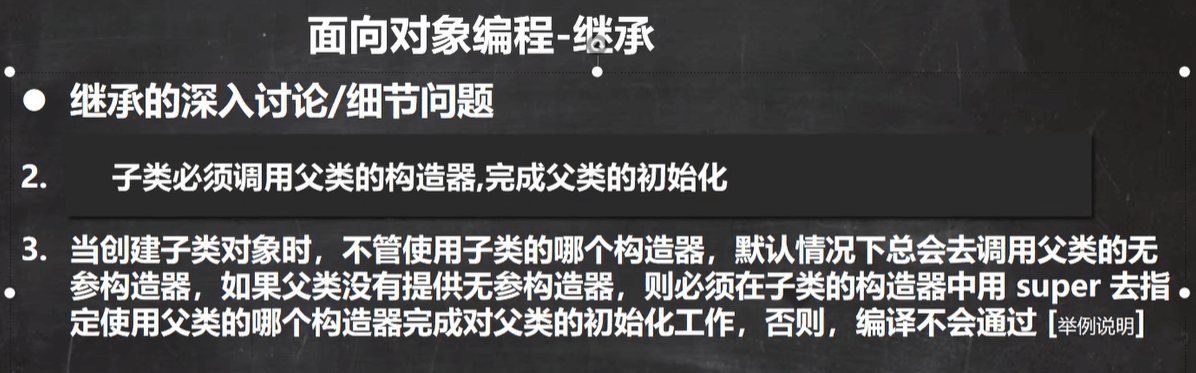 面向对象编程-继承
● 继承的深入讨论/细节问题
2. 子类必须调用父类的构造器,完成父类的初始化
3. 当创建子类对象时，不管使用子类的哪个构造器，默认情况下总会去调用父类的无
参构造器，如果父类没有提供无参构造器，则必须在子类的构造器中用 super 去指
定使用父类的哪个构造器完成对父类的初始化工作，否则，编译不会通过 [举例说明]